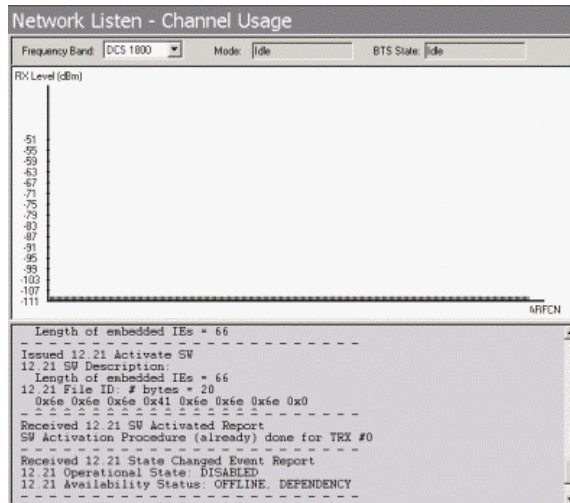 Network Listen - Channel Usage
Frequency Band: DCS 1800 Mode: Idle BTS State: Idle
RX Level (dBm)
-51
-55
-59
-63
-67
-71
-75
-79
-83
-87
-91
-95
-99
-103
-107
-111
ARFCN
Length of embedded IEs = 66
- - - - - - - - - - - - - - - - - - - - - - - -
Issued 12.21 Activate SW
12.21 SW Description:
Length of embedded IEs = 66
12.21 File ID: # bytes = 20
0x6e 0x6e 0x6e 0x41 0x6e 0x6e 0x6e 0x6e 0x0
- - - - - - - - - - - - - - - - - - - - - - - -
Received 12.21 SW Activated Report
SW Activation Procedure (already) done for TRX #0
- - - - - - - - - - - - - - - - - - - - - - - -
Received 12.21 State Changed Event Report
12.21 Operational State: DISABLED
12.21 Availability Status: OFFLINE, DEPENDENCY
- - - - - - - - - - - - - - - - - - - - - - - -